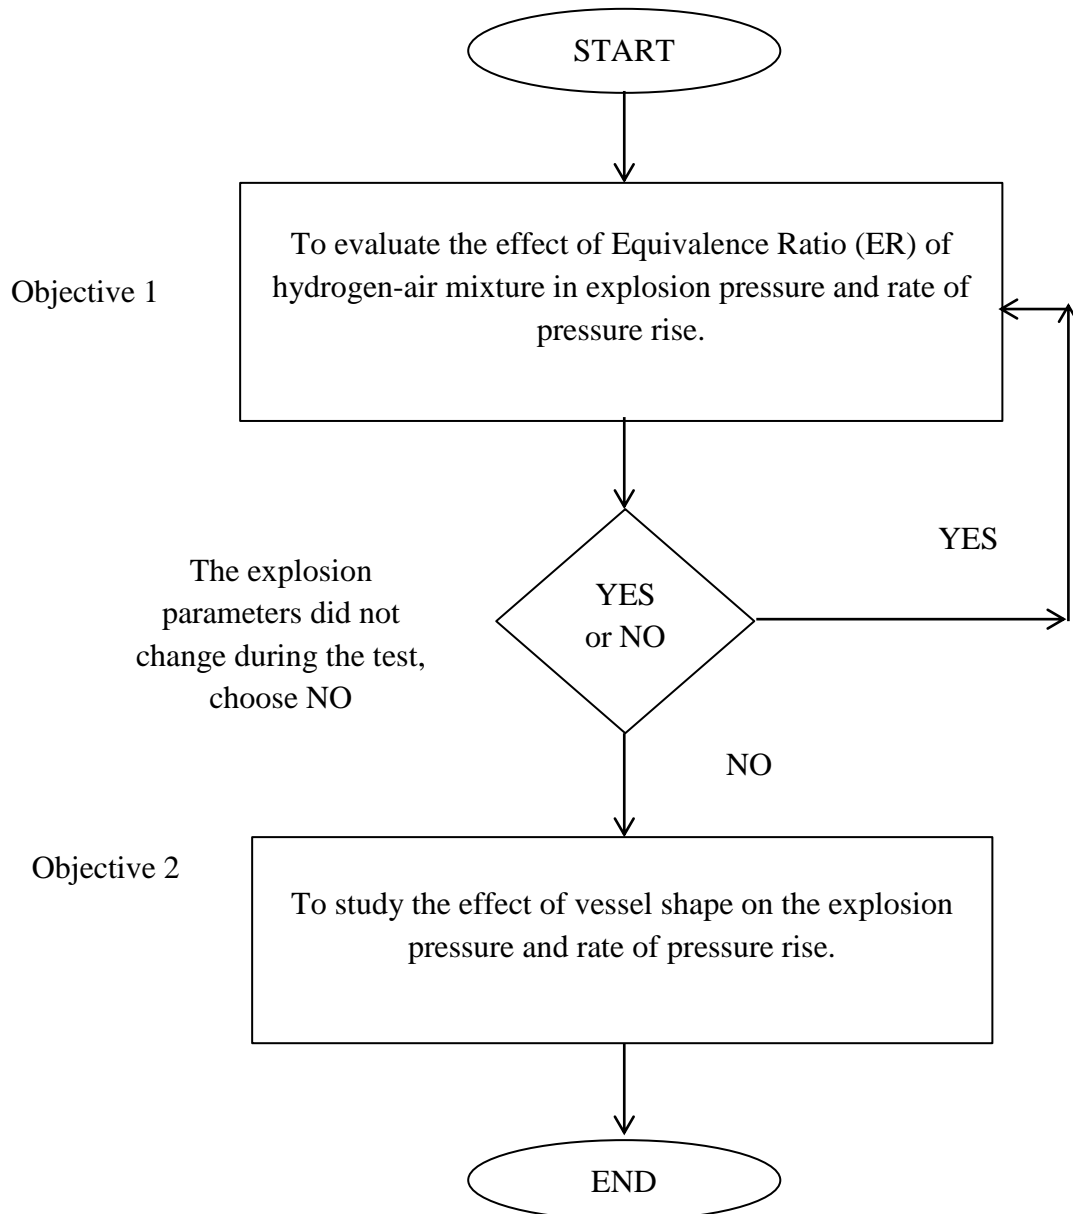 START
Objective 1
To evaluate the effect of Equivalence Ratio (ER) of
hydrogen-air mixture in explosion pressure and rate of
pressure rise.
The explosion
parameters did not
change during the test,
choose NO
YES
or NO
YES
NO
Objective 2
To study the effect of vessel shape on the explosion
pressure and rate of pressure rise.
END